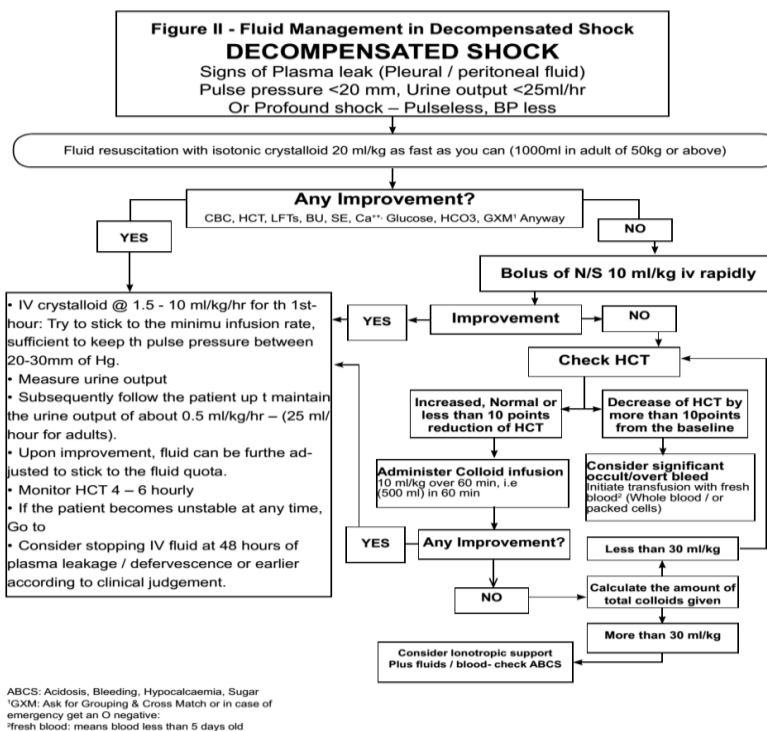 Figure II - Fluid Management in Decompensated Shock
DECOMPENSATED SHOCK
Signs of Plasma leak (Pleural / peritoneal fluid)
Pulse pressure <20 mm, Urine output <25ml/hr
Or Profound shock – Pulseless, BP less
Fluid resuscitation with isotonic crystalloid 20 ml/kg as fast as you can (1000ml in adult of 50kg or above)
Any Improvement?
CBC, HCT, LFTs, BU, SE, Ca⁺⁺, Glucose, HCO3, GXM¹ Anyway
YES
NO
Bolus of N/S 10 ml/kg iv rapidly
• IV crystalloid @ 1.5 - 10 ml/kg/hr for th 1st-
hour: Try to stick to the minimu infusion rate,
sufficient to keep th pulse pressure between
20-30mm of Hg.
• Measure urine output
• Subsequently follow the patient up t maintain
the urine output of about 0.5 ml/kg/hr – (25 ml/
hour for adults).
• Upon improvement, fluid can be furthe ad-
justed to stick to the fluid quota.
• Monitor HCT 4 – 6 hourly
• If the patient becomes unstable at any time,
Go to
• Consider stopping IV fluid at 48 hours of
plasma leakage / defervescence or earlier
according to clinical judgement.
YES
Improvement
NO
Check HCT
Increased, Normal or
less than 10 points
reduction of HCT
Decrease of HCT by
more than 10points
from the baseline
Administer Colloid infusion
10 ml/kg over 60 min, i.e
(500 ml) in 60 min
Consider significant
occult/overt bleed
Initiate transfusion with fresh
blood² (Whole blood / or
packed cells)
YES
Any Improvement?
Less than 30 ml/kg
NO
Calculate the amount of
total colloids given
More than 30 ml/kg
Consider Ionotropic support
Plus fluids / blood- check ABCS
ABCS: Acidosis, Bleeding, Hypocalcaemia, Sugar
¹GXM: Ask for Grouping & Cross Match or in case of
emergency get an O negative:
²fresh blood: means blood less than 5 days old